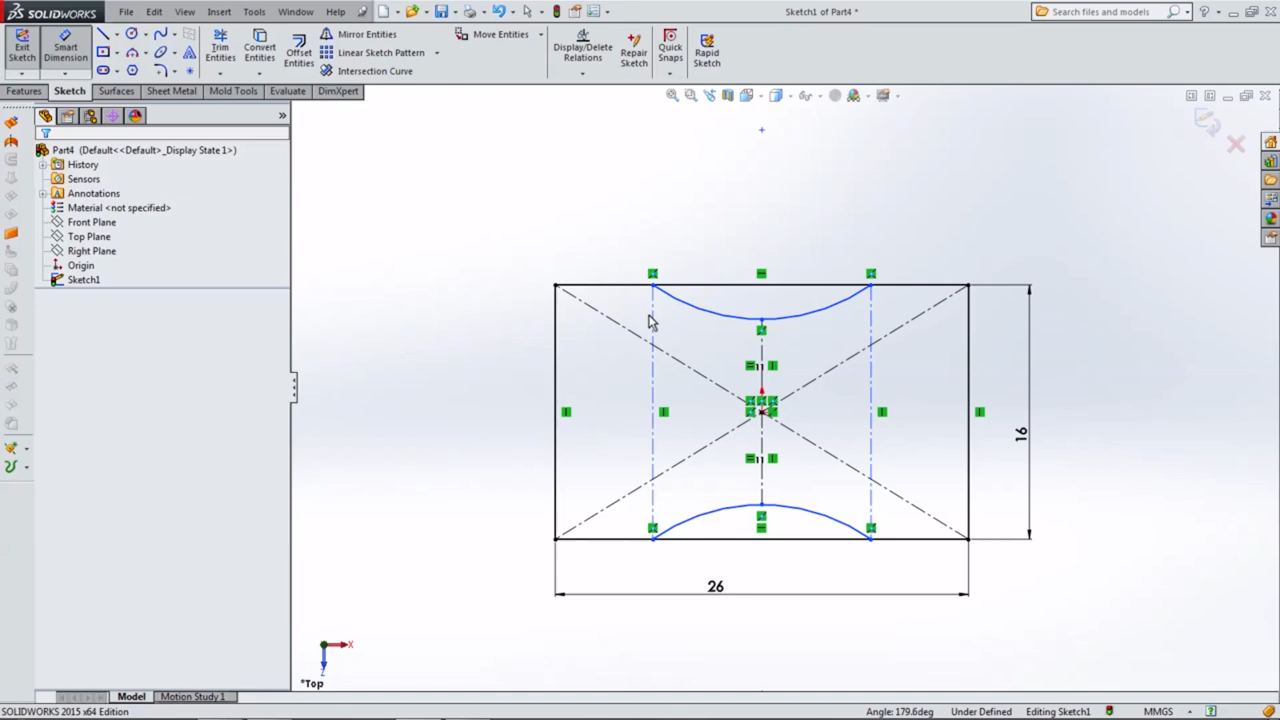 SOLIDWORKS File Edit View Insert Tools Window Help Sketch1 of Part4 * Search files and models
Exit Sketch
Smart Dimension
Trim Entities
Convert Entities
Offset Entities
Mirror Entities
Linear Sketch Pattern
Intersection Curve
Move Entities
Display/Delete Relations
Repair Sketch
Quick Snaps
Rapid Sketch
Features Sketch Surfaces Sheet Metal Mold Tools Evaluate DimXpert
Part4 (Default<<Default>_Display State 1>)
History
Sensors
Annotations
Material <not specified>
Front Plane
Top Plane
Right Plane
Origin
Sketch1
16
26
X
Z
*Top
Model Motion Study 1
SOLIDWORKS 2015 x64 Edition Angle: 179.6deg Under Defined Editing Sketch1 MMGS